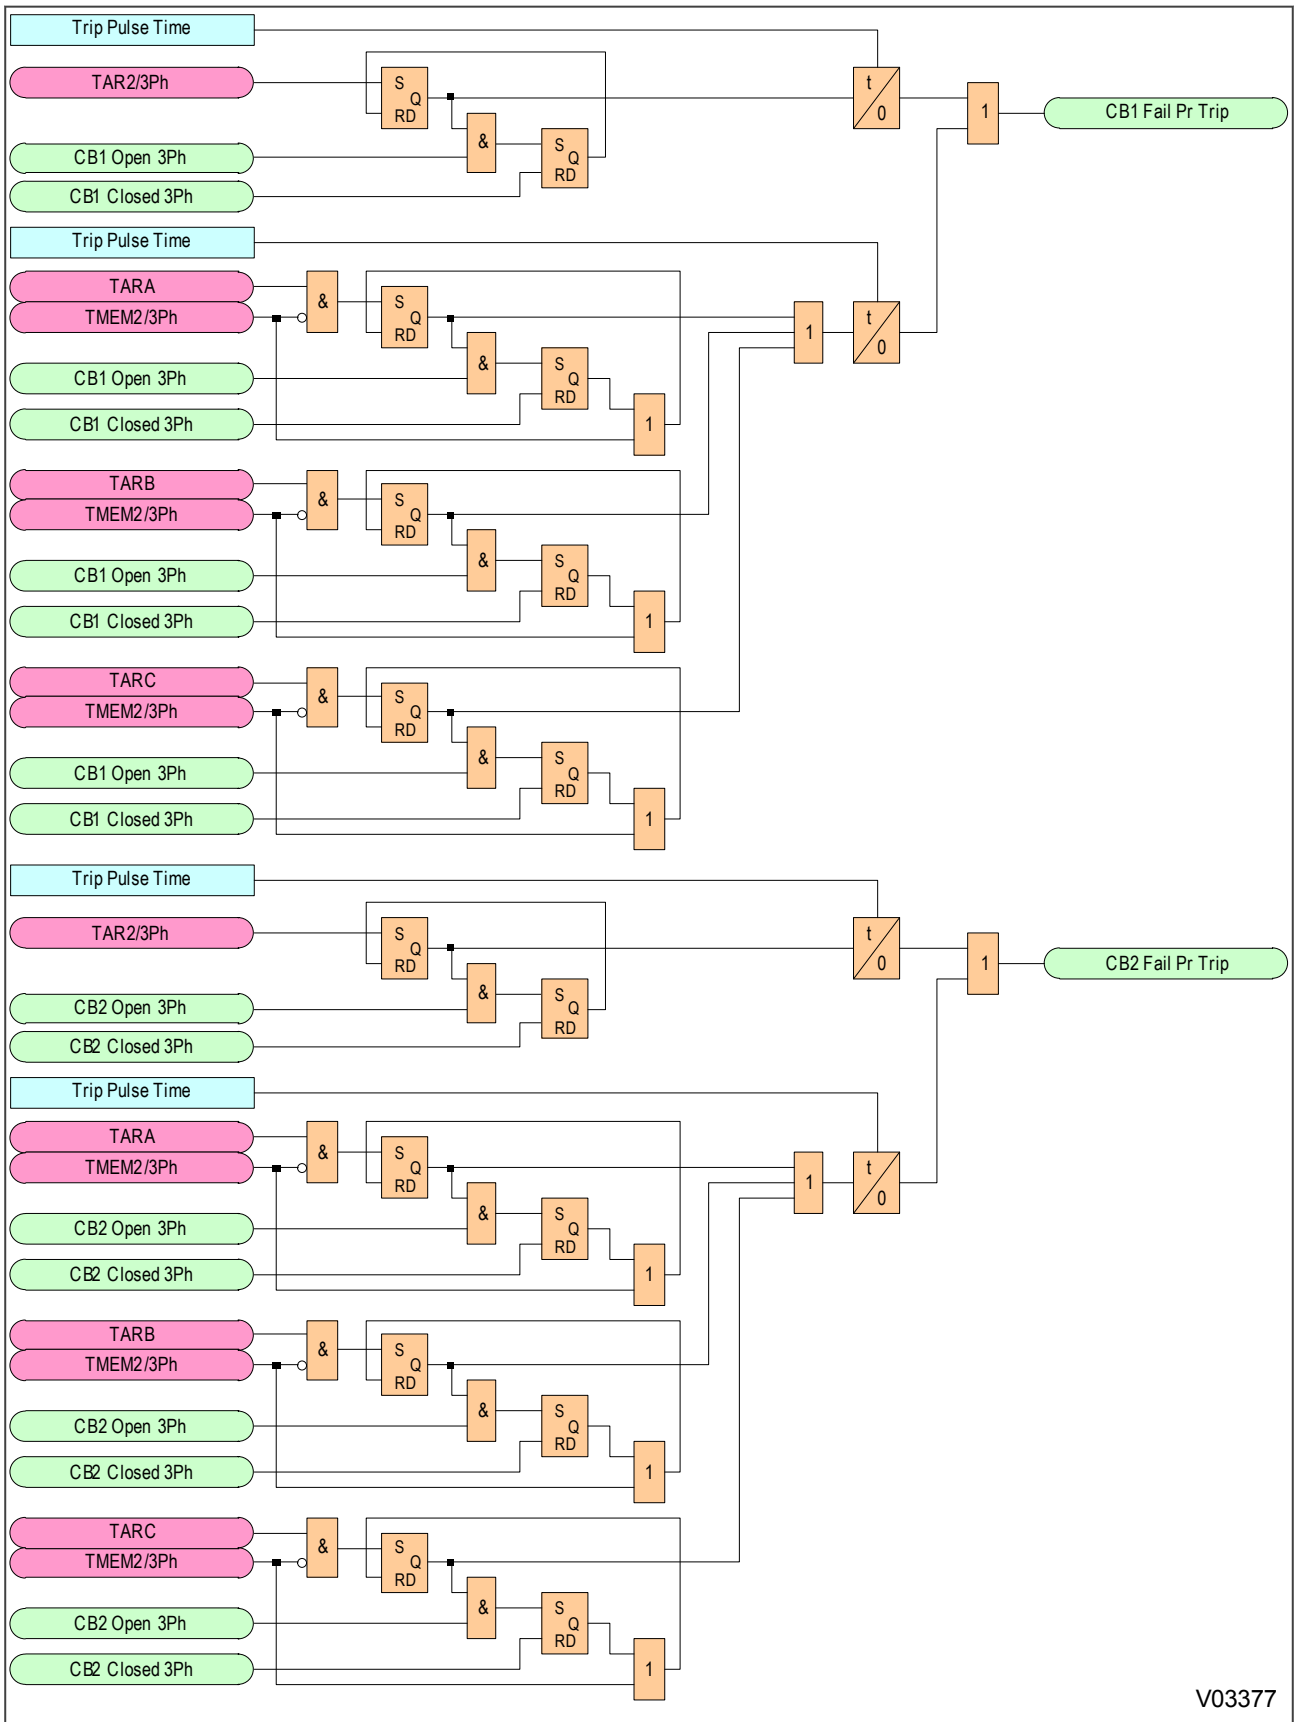 Trip Pulse Time
TAR2/3Ph
S
Q
RD
t
0
1
CB1 Fail Pr Trip
CB1 Open 3Ph
&
S
Q
RD
CB1 Closed 3Ph
Trip Pulse Time
TARA
TMEM2/3Ph
&
S
Q
RD
1
t
0
CB1 Open 3Ph
&
S
Q
RD
CB1 Closed 3Ph
1
TARB
TMEM2/3Ph
&
S
Q
RD
CB1 Open 3Ph
&
S
Q
RD
CB1 Closed 3Ph
1
TARC
TMEM2/3Ph
&
S
Q
RD
CB1 Open 3Ph
&
S
Q
RD
CB1 Closed 3Ph
1
Trip Pulse Time
TAR2/3Ph
S
Q
RD
t
0
1
CB2 Fail Pr Trip
CB2 Open 3Ph
&
S
Q
RD
CB2 Closed 3Ph
Trip Pulse Time
TARA
TMEM2/3Ph
&
S
Q
RD
1
t
0
CB2 Open 3Ph
&
S
Q
RD
CB2 Closed 3Ph
1
TARB
TMEM2/3Ph
&
S
Q
RD
CB2 Open 3Ph
&
S
Q
RD
CB2 Closed 3Ph
1
TARC
TMEM2/3Ph
&
S
Q
RD
CB2 Open 3Ph
&
S
Q
RD
CB2 Closed 3Ph
1
V03377